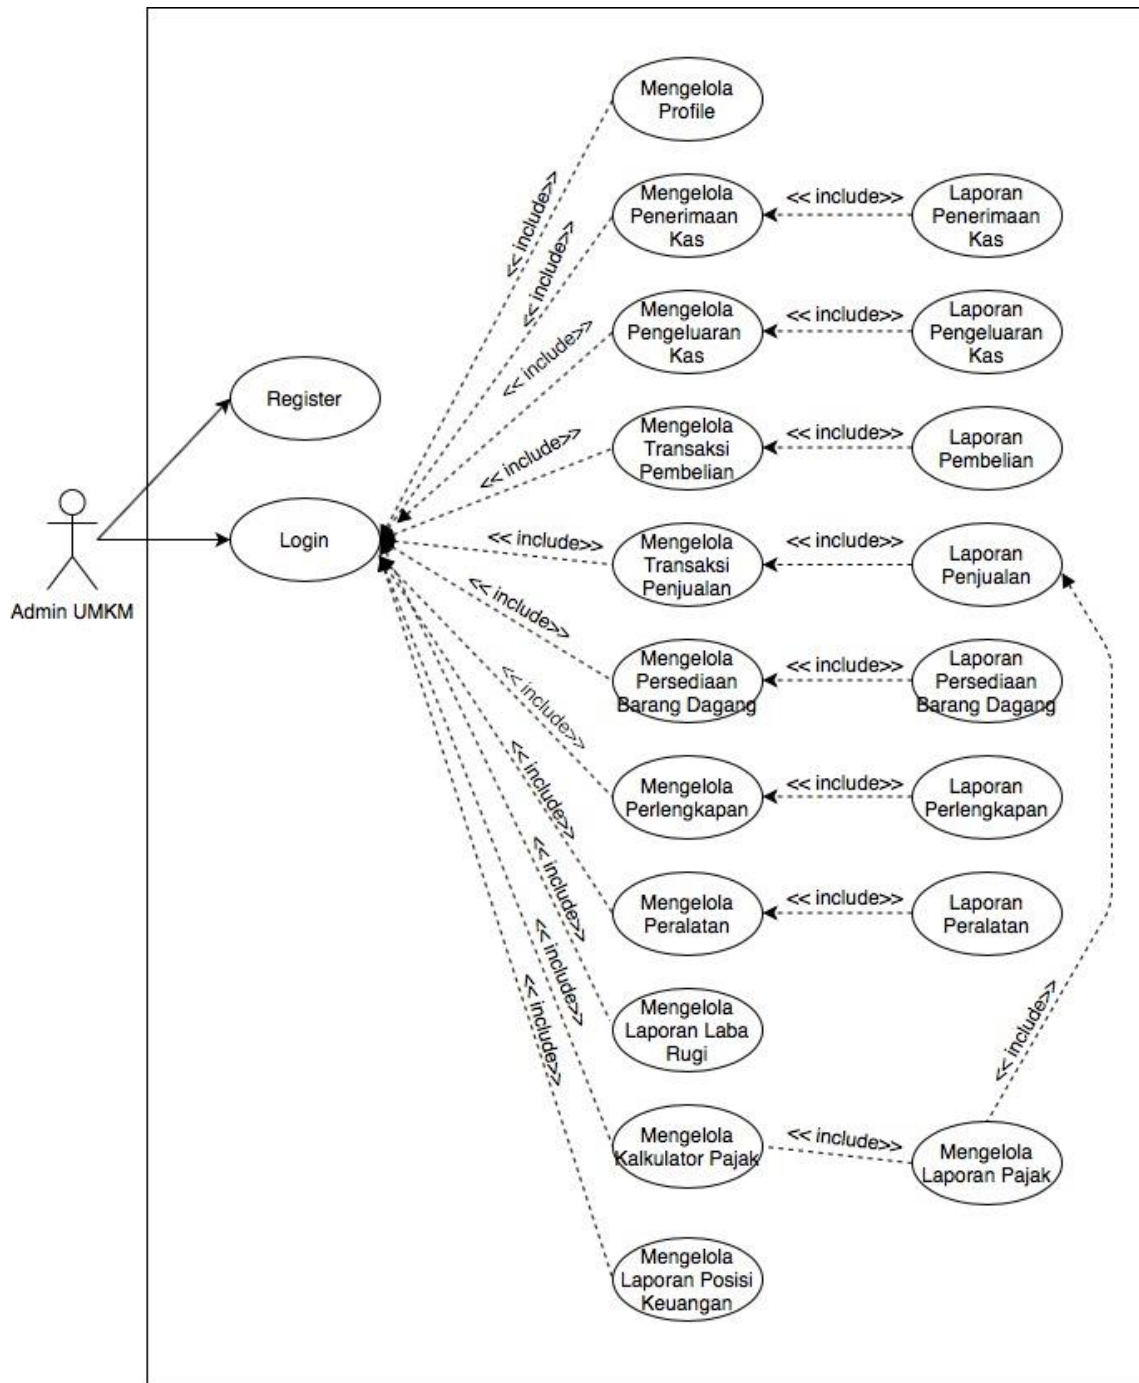 Mengelola
Profile
<< include>>
Mengelola
Penerimaan
Kas
<< include>>
Laporan
Penerimaan
Kas
<< include>>
Mengelola
Pengeluaran
Kas
<< include>>
Laporan
Pengeluaran
Kas
<< include>>
Register
Mengelola
Transaksi
Pembelian
<< include>>
Laporan
Pembelian
<< include>>
Login
Admin UMKM
<< include>>
Mengelola
Transaksi
Penjualan
<< include>>
Laporan
Penjualan
<< include>>
Mengelola
Persediaan
Barang Dagang
<< include>>
Laporan
Persediaan
Barang Dagang
<< include>>
Mengelola
Perlengkapan
<< include>>
Laporan
Perlengkapan
<< include>>
Mengelola
Peralatan
<< include>>
Laporan
Peralatan
<< include>>
Mengelola
Laporan Laba
Rugi
<< include>>
Mengelola
Kalkulator Pajak
<< include>>
Mengelola
Laporan Pajak
<< include>>
<< include>>
Mengelola
Laporan Posisi
Keuangan